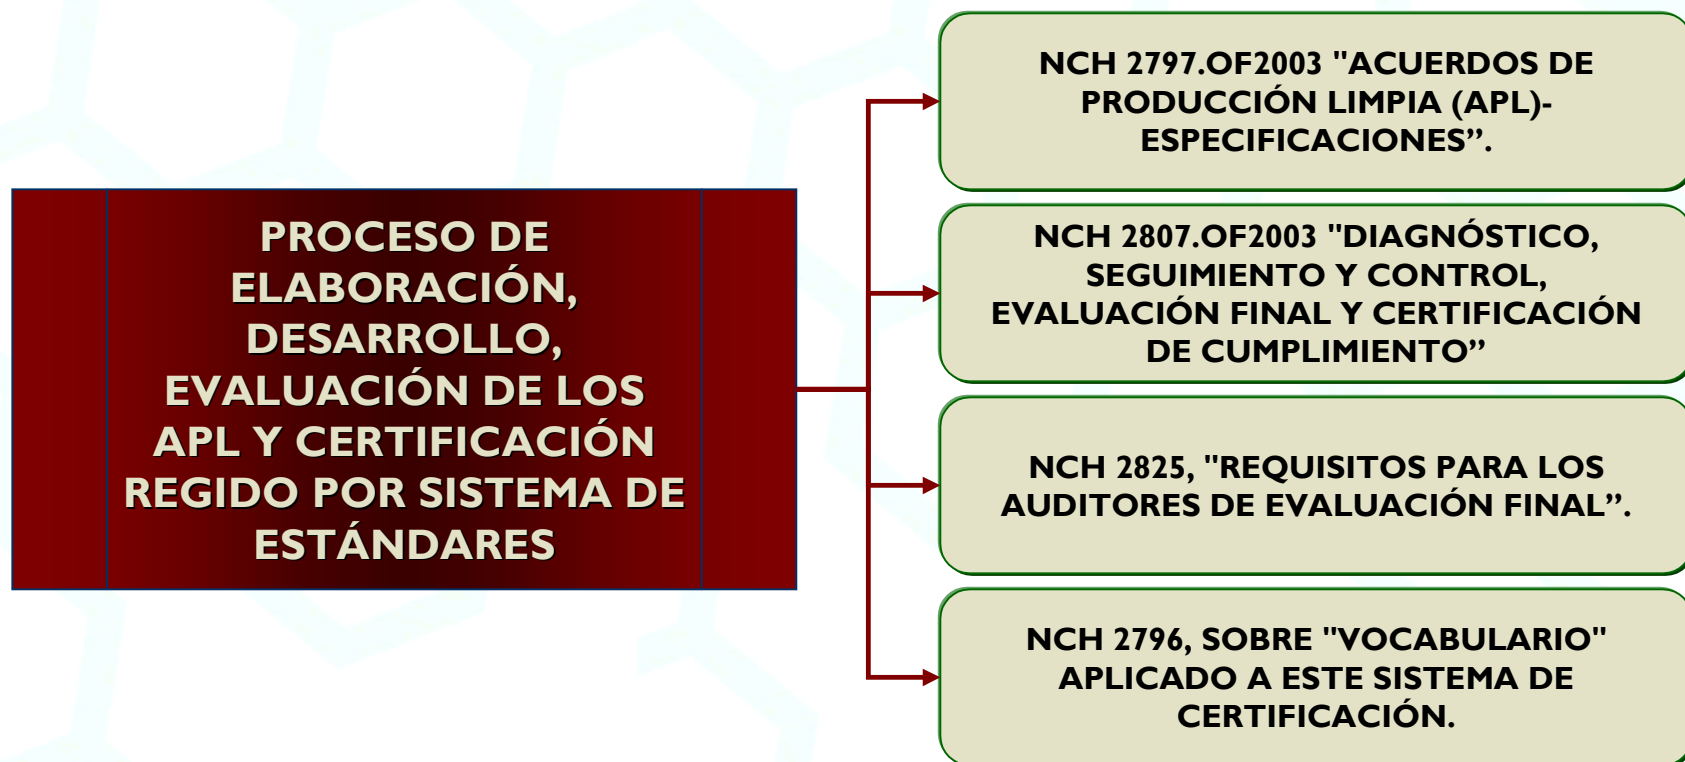 PROCESO DE
ELABORACIÓN,
DESARROLLO,
EVALUACIÓN DE LOS
APL Y CERTIFICACIÓN
REGIDO POR SISTEMA DE
ESTÁNDARES
NCH 2797.OF2003 "ACUERDOS DE
PRODUCCIÓN LIMPIA (APL)-
ESPECIFICACIONES”.
NCH 2807.OF2003 "DIAGNÓSTICO,
SEGUIMIENTO Y CONTROL,
EVALUACIÓN FINAL Y CERTIFICACIÓN
DE CUMPLIMIENTO”
NCH 2825, "REQUISITOS PARA LOS
AUDITORES DE EVALUACIÓN FINAL”.
NCH 2796, SOBRE "VOCABULARIO"
APLICADO A ESTE SISTEMA DE
CERTIFICACIÓN.